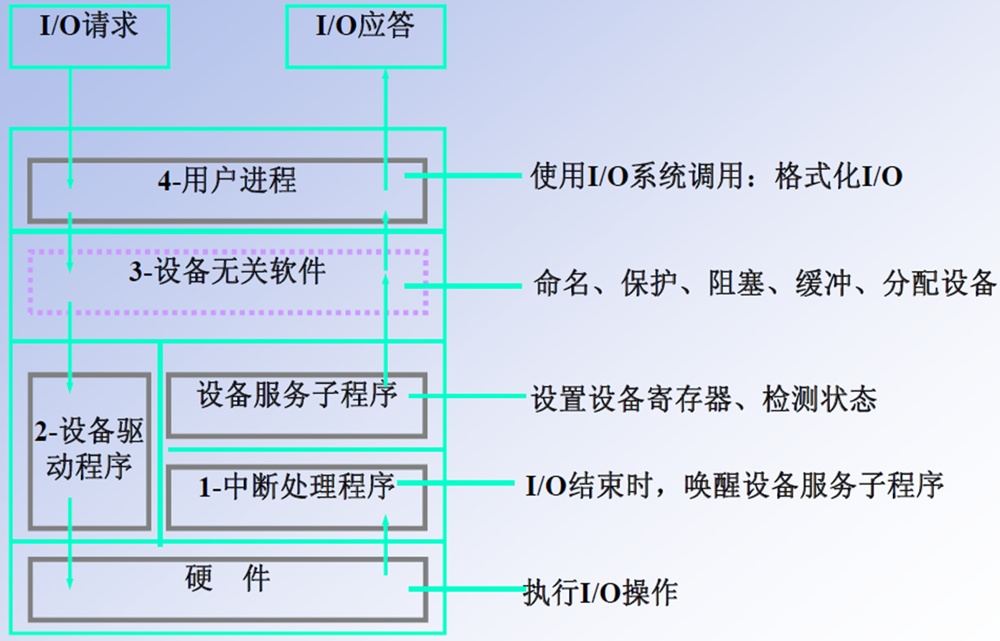 I/O请求
I/O应答
4-用户进程
使用I/O系统调用：格式化I/O
3-设备无关软件
命名、保护、阻塞、缓冲、分配设备
设备服务子程序
设置设备寄存器、检测状态
2-设备驱
动程序
1-中断处理程序
I/O结束时，唤醒设备服务子程序
硬 件
执行I/O操作